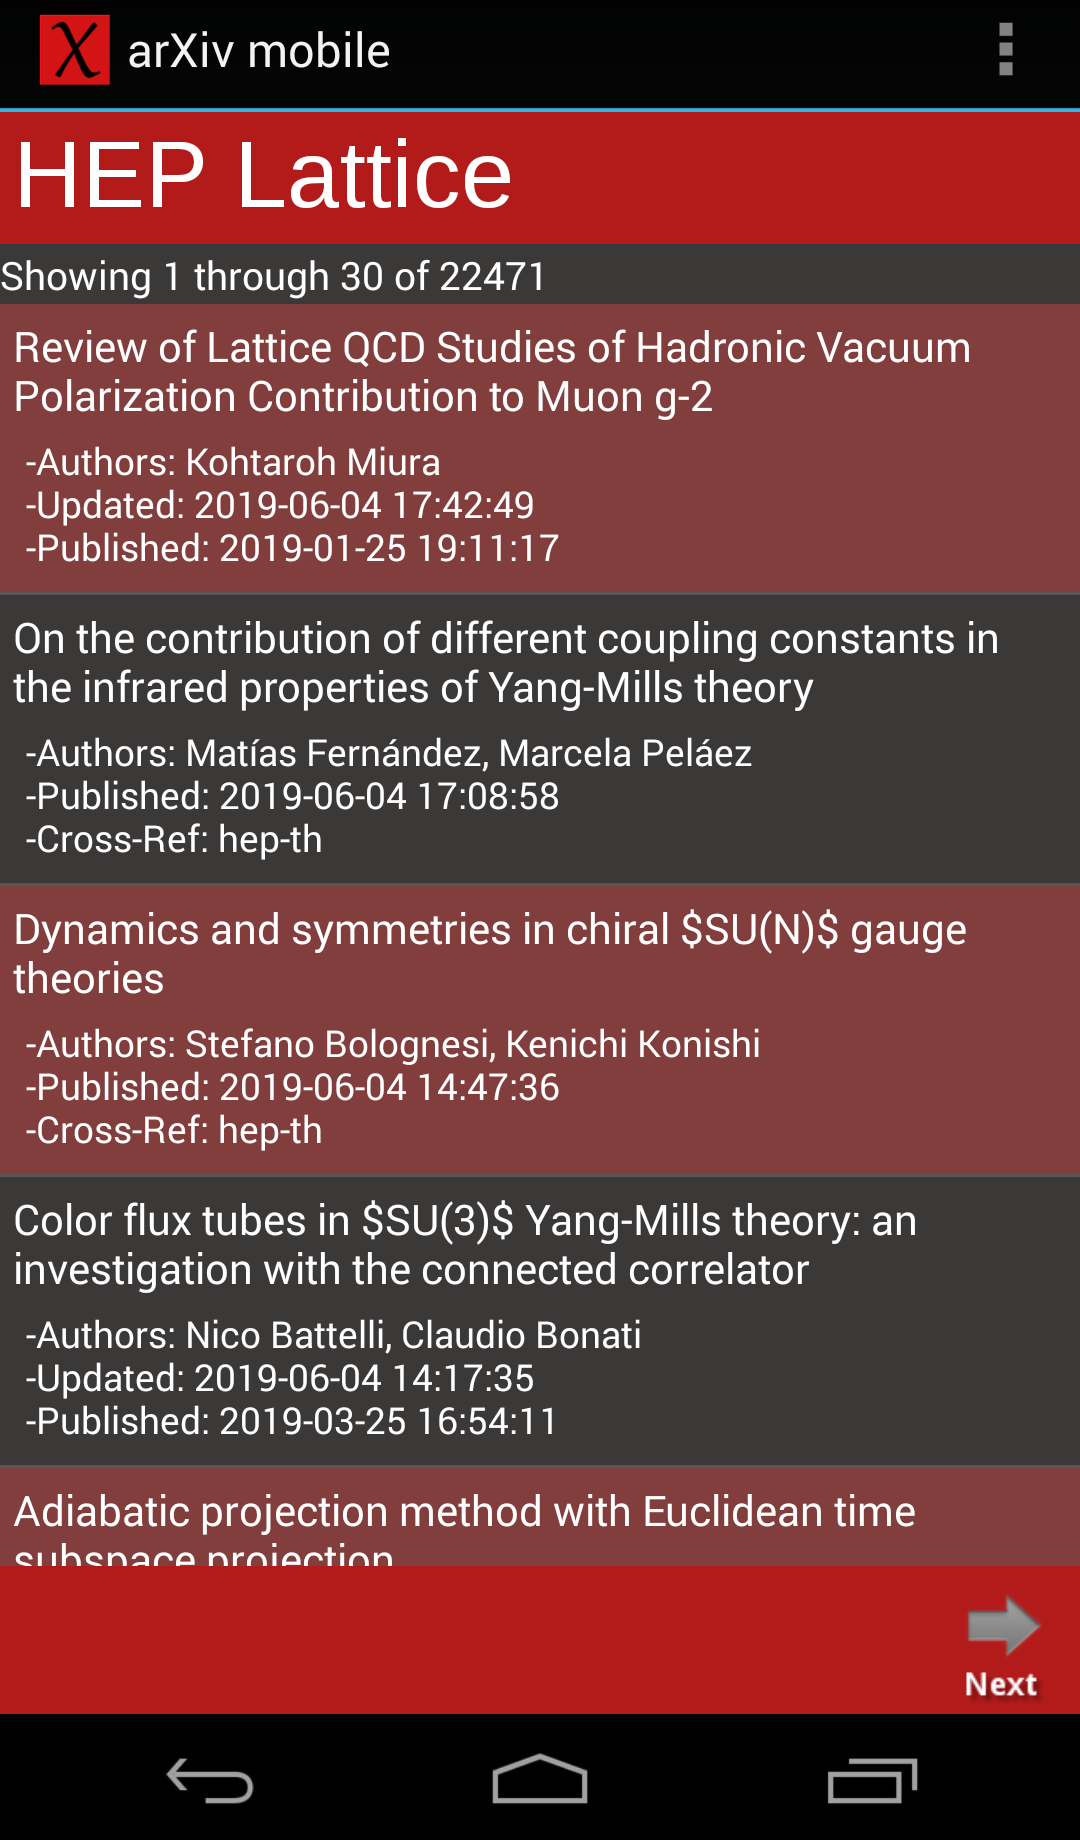 arXiv mobile
HEP Lattice
Showing 1 through 30 of 22471
Review of Lattice QCD Studies of Hadronic Vacuum
Polarization Contribution to Muon g-2
-Authors: Kohtaroh Miura
-Updated: 2019-06-04 17:42:49
-Published: 2019-01-25 19:11:17
On the contribution of different coupling constants in
the infrared properties of Yang-Mills theory
-Authors: Matías Fernández, Marcela Peláez
-Published: 2019-06-04 17:08:58
-Cross-Ref: hep-th
Dynamics and symmetries in chiral $SU(N)$ gauge
theories
-Authors: Stefano Bolognesi, Kenichi Konishi
-Published: 2019-06-04 14:47:36
-Cross-Ref: hep-th
Color flux tubes in $SU(3)$ Yang-Mills theory: an
investigation with the connected correlator
-Authors: Nico Battelli, Claudio Bonati
-Updated: 2019-06-04 14:17:35
-Published: 2019-03-25 16:54:11
Adiabatic projection method with Euclidean time
subspace projection
Next